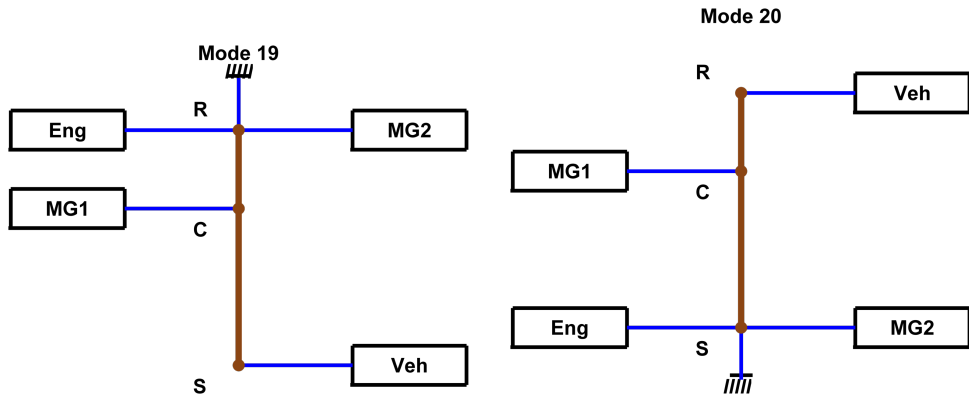 Mode 19
R
Eng
MG2
MG1
C
Veh
S
Mode 20
R
Veh
MG1
C
Eng
MG2
S